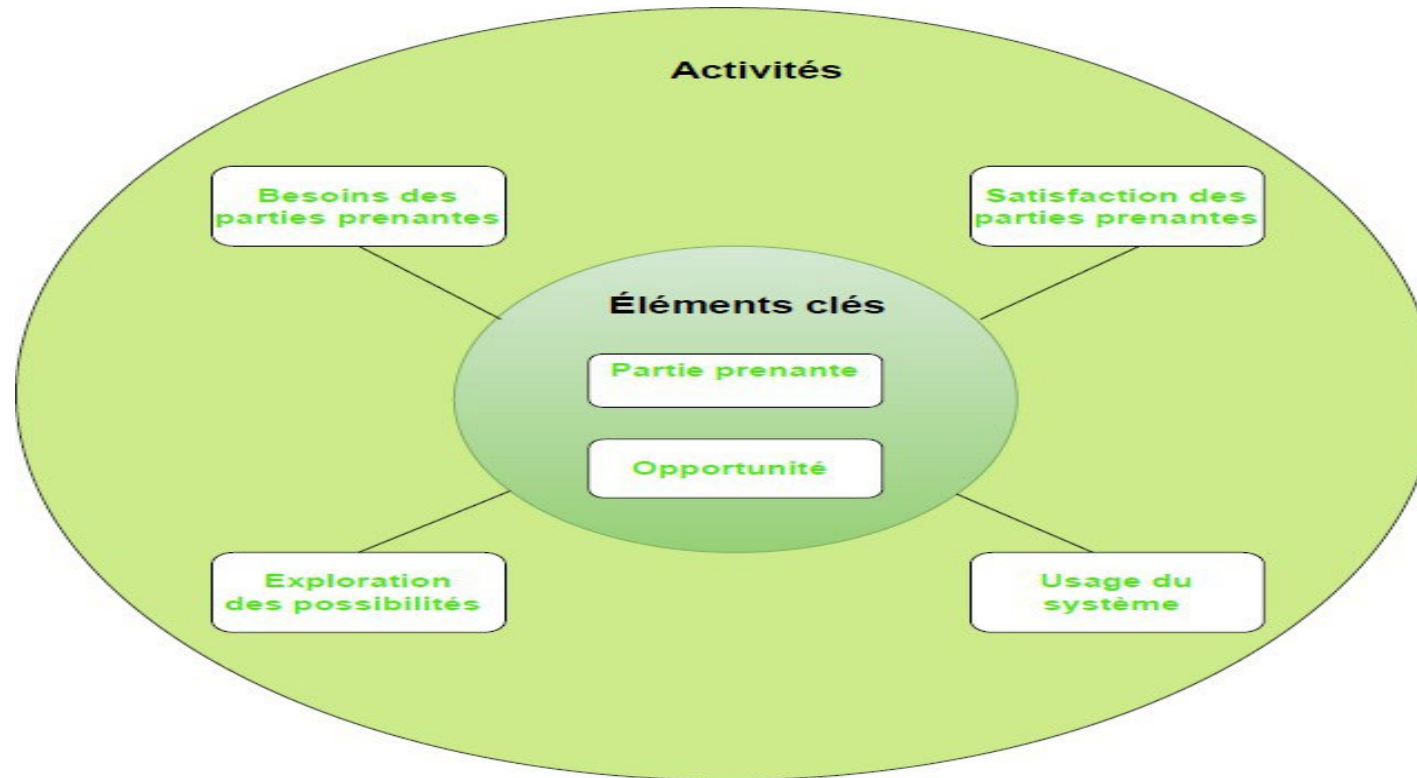 Activités
Besoins des
parties prenantes
Satisfaction des
parties prenantes
Éléments clés
Partie prenante
Opportunité
Exploration
des possibilités
Usage du
système